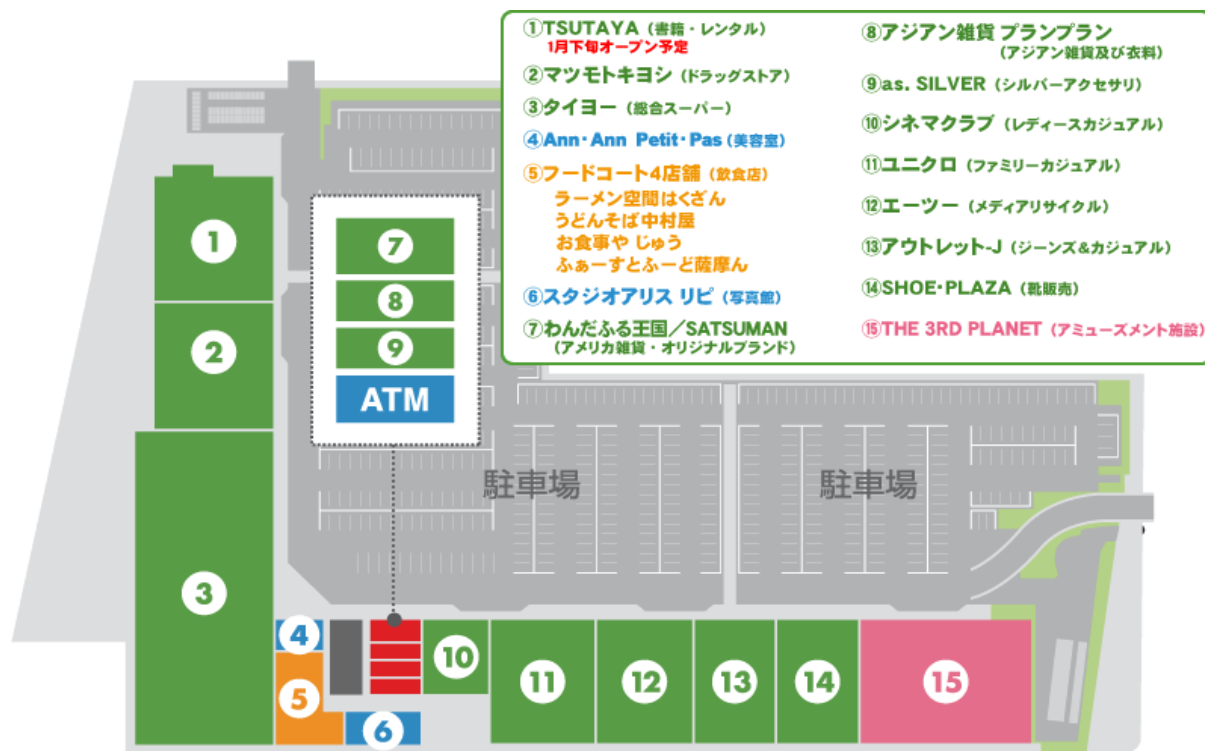 ①TSUTAYA（書籍・レンタル）
1月下旬オープン予定
②マツモトキヨシ（ドラッグストア）
③タイヨー（総合スーパー）
④Ann・Ann Petit・Pas（美容室）
⑤フードコート4店舗（飲食店）
ラーメン空間はくざん
うどんそば中村屋
お食事や じゅう
ふぁーすとふーど薩摩ん
⑥スタジオアリス リピ（写真館）
⑦わんだふる王国／SATSUMAN
（アメリカ雑貨・オリジナルブランド）
⑧アジアン雑貨 プランプラン
（アジアン雑貨及び衣料）
⑨as. SILVER（シルバーアクセサリ）
⑩シネマクラブ（レディースカジュアル）
⑪ユニクロ（ファミリーカジュアル）
⑫エーツー（メディアリサイクル）
⑬アウトレット-J（ジーンズ&カジュアル）
⑭SHOE・PLAZA（靴販売）
⑮THE 3RD PLANET（アミューズメント施設）
1
7
8
2
9
ATM
駐車場
駐車場
3
4
10
5
11
12
13
14
15
6